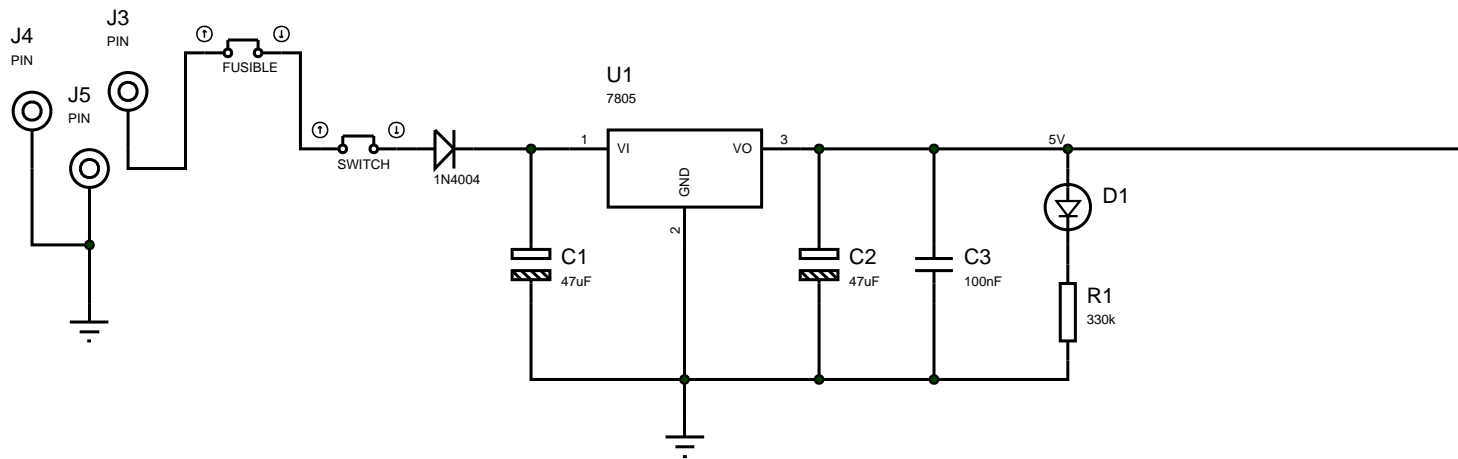 J4
PIN
J3
PIN
J5
PIN
FUSIBLE
SWITCH
1N4004
U1
7805
1
VI
VO
3
GND
2
C1
47uF
C2
47uF
C3
100nF
5V
D1
R1
330k